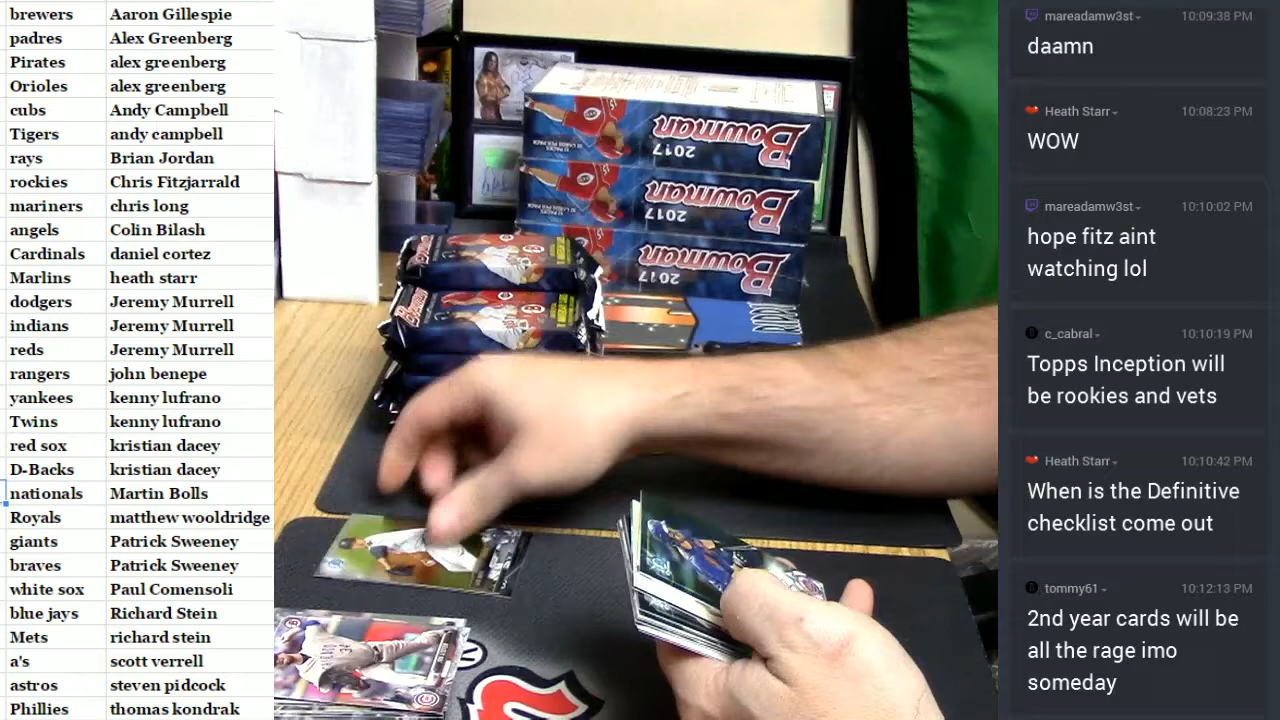 brewers Aaron Gillespie
padres Alex Greenberg
Pirates alex greenberg
Orioles alex greenberg
cubs Andy Campbell
Tigers andy campbell
rays Brian Jordan
rockies Chris Fitzjarrald
mariners chris long
angels Colin Bilash
Cardinals daniel cortez
Marlins heath starr
dodgers Jeremy Murrell
indians Jeremy Murrell
reds Jeremy Murrell
rangers john benepe
yankees kenny lufrano
Twins kenny lufrano
red sox kristian dacey
D-Backs kristian dacey
nationals Martin Bolls
Royals matthew wooldridge
giants Patrick Sweeney
braves Patrick Sweeney
white sox Paul Comensoli
blue jays Richard Stein
Mets richard stein
a's scott verrell
astros steven pidcock
Phillies thomas kondrak
2017 Bowman
2017 Bowman
2017 Bowman
Bowman
Bowman
mareadamw3st 10:09:38 PM
daamn
Heath Starr 10:08:23 PM
WOW
mareadamw3st 10:10:02 PM
hope fitz aint
watching lol
c_cabral 10:10:19 PM
Topps Inception will
be rookies and vets
Heath Starr 10:10:42 PM
When is the Definitive
checklist come out
tommy61 10:12:13 PM
2nd year cards will be
all the rage imo
someday